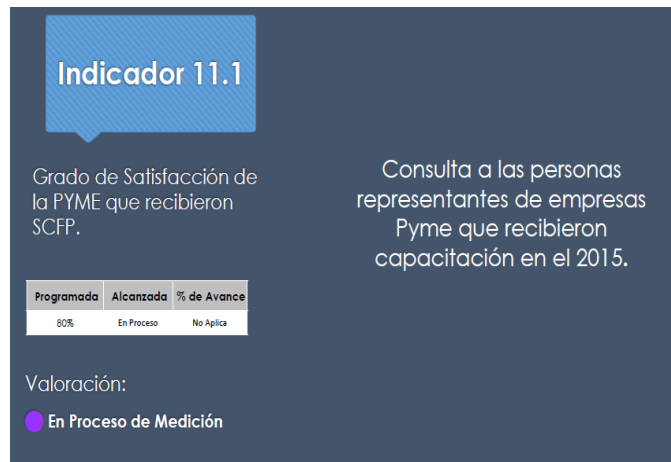 Indicador 11.1
Grado de Satisfacción de
la PYME que recibieron
SCFP.
Programada Alcanzada % de Avance
80% En Proceso No Aplica
Valoración:
En Proceso de Medición
Consulta a las personas
representantes de empresas
Pyme que recibieron
capacitación en el 2015.